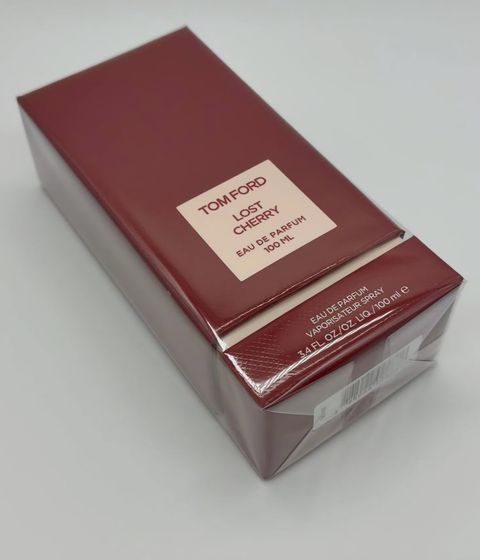 TOM FORD
LOST
CHERRY
EAU DE PARFUM
100 ML
EAU DE PARFUM
VAPORISATEUR SPRAY
3.4 FL. OZ./OZ. LIQ./100 ml ℮